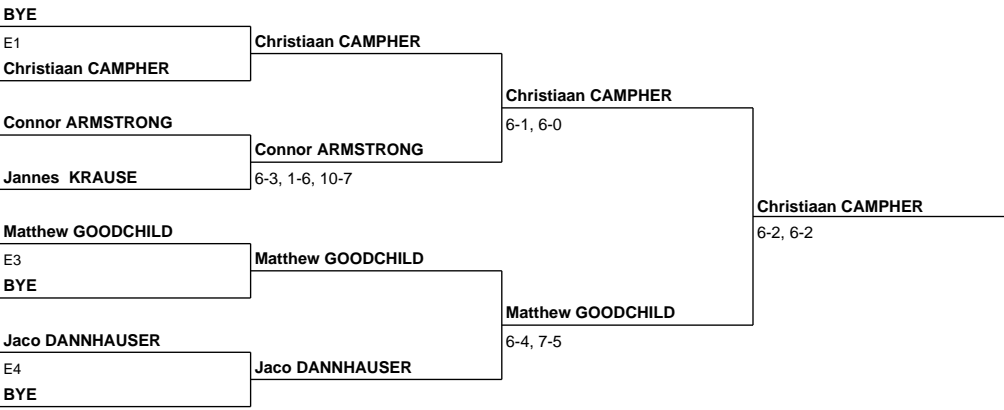 BYE
E1
Christiaan CAMPHER
Christiaan CAMPHER
Christiaan CAMPHER
6-1, 6-0
Connor ARMSTRONG
Connor ARMSTRONG
6-3, 1-6, 10-7
Jannes  KRAUSE
Christiaan CAMPHER
6-2, 6-2
Matthew GOODCHILD
E3
Matthew GOODCHILD
BYE
Matthew GOODCHILD
6-4, 7-5
Jaco DANNHAUSER
E4
Jaco DANNHAUSER
BYE